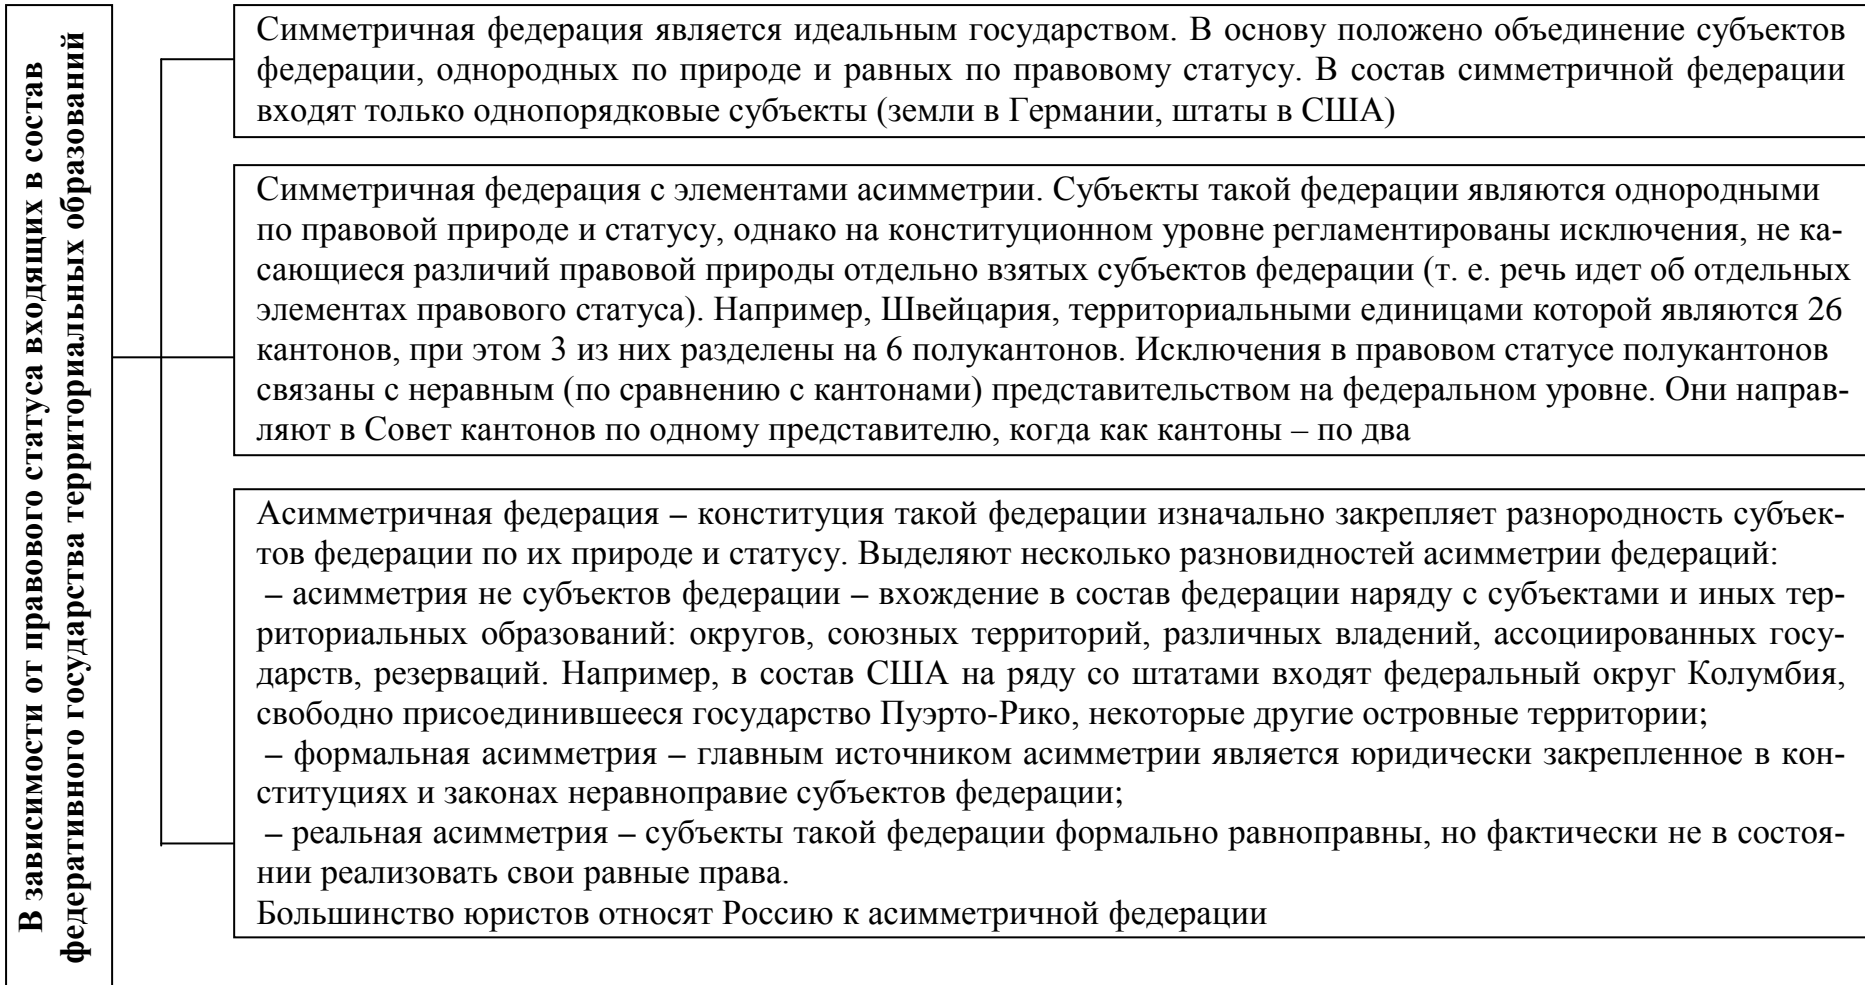 В зависимости от правового статуса входящих в состав
федеративного государства территориальных образований
Симметричная федерация является идеальным государством. В основу положено объединение субъектов
федерации, однородных по природе и равных по правовому статусу. В состав симметричной федерации
входят только однопорядковые субъекты (земли в Германии, штаты в США)
Симметричная федерация с элементами асимметрии. Субъекты такой федерации являются однородными
по правовой природе и статусу, однако на конституционном уровне регламентированы исключения, не ка-
сающиеся различий правовой природы отдельно взятых субъектов федерации (т. е. речь идет об отдельных
элементах правового статуса). Например, Швейцария, территориальными единицами которой являются 26
кантонов, при этом 3 из них разделены на 6 полукантонов. Исключения в правовом статусе полукантонов
связаны с неравным (по сравнению с кантонами) представительством на федеральном уровне. Они направ-
ляют в Совет кантонов по одному представителю, когда как кантоны – по два
Асимметричная федерация – конституция такой федерации изначально закрепляет разнородность субъек-
тов федерации по их природе и статусу. Выделяют несколько разновидностей асимметрии федераций:
– асимметрия не субъектов федерации – вхождение в состав федерации наряду с субъектами и иных тер-
риториальных образований: округов, союзных территорий, различных владений, ассоциированных госу-
дарств, резерваций. Например, в состав США на ряду со штатами входят федеральный округ Колумбия,
свободно присоединившееся государство Пуэрто-Рико, некоторые другие островные территории;
– формальная асимметрия – главным источником асимметрии является юридически закрепленное в кон-
ституциях и законах неравноправие субъектов федерации;
– реальная асимметрия – субъекты такой федерации формально равноправны, но фактически не в состоя-
нии реализовать свои равные права.
Большинство юристов относят Россию к асимметричной федерации